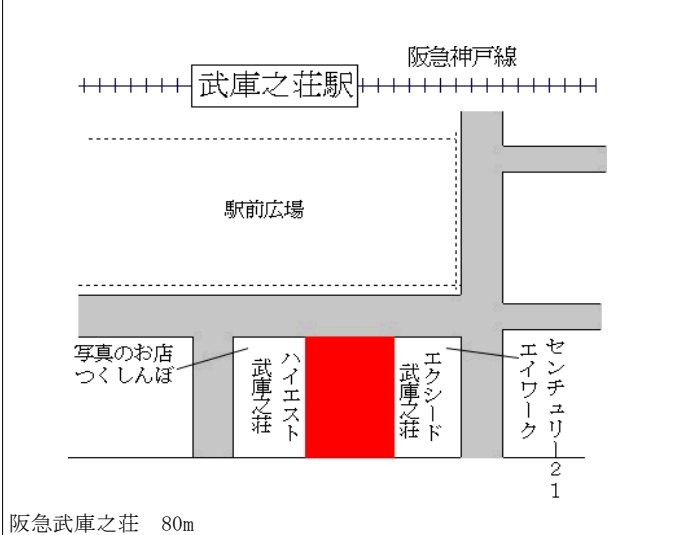 阪急神戸線
武庫之荘駅
駅前広場
写真のお店
つくしんぼ
ハイエスト
武庫之荘
エクシード
武庫之荘
センチュリー21
エイワーク
阪急武庫之荘 80m